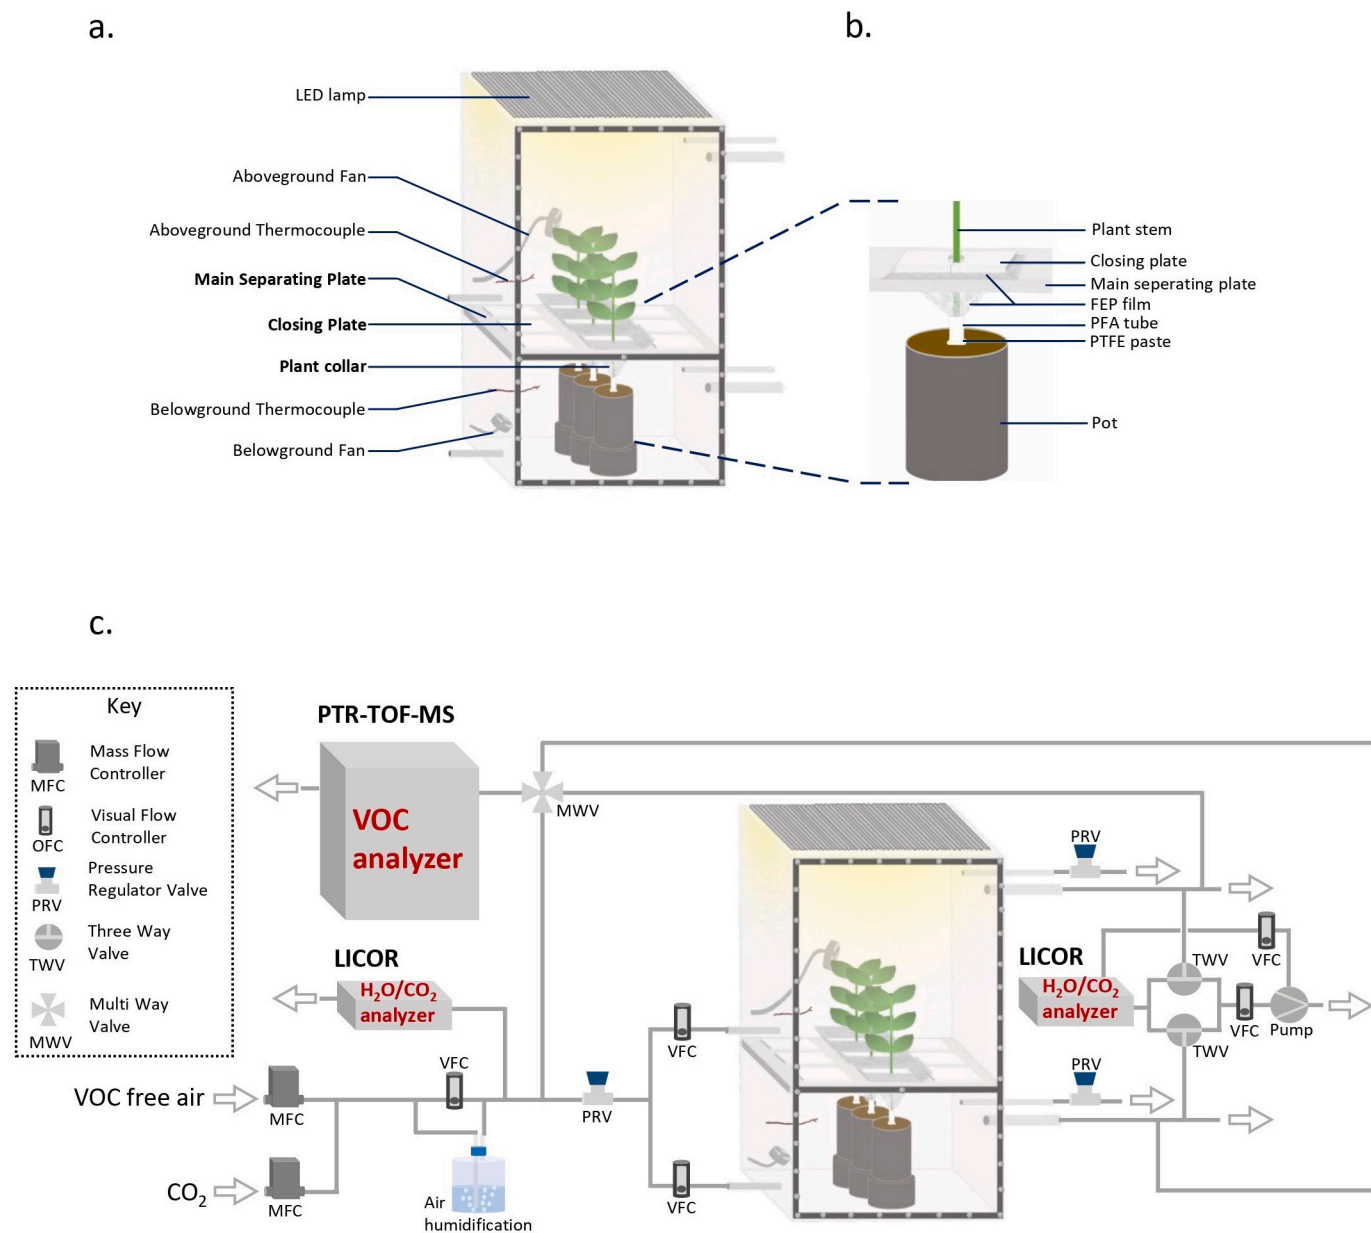 a.
b.
LED lamp
Aboveground Fan
Aboveground Thermocouple
Main Separating Plate
Closing Plate
Plant collar
Belowground Thermocouple
Belowground Fan
Plant stem
Closing plate
Main seperating plate
FEP film
PFA tube
PTFE paste
Pot
c.
Key
MFC
Mass Flow
Controller
OFC
Visual Flow
Controller
PRV
Pressure
Regulator Valve
TWV
Three Way
Valve
MWV
Multi Way
Valve
PTR-TOF-MS
VOC
analyzer
MWV
LICOR
H₂O/CO₂
analyzer
VFC
VOC free air
MFC
CO₂
MFC
Air
humidification
PRV
VFC
VFC
PRV
LICOR
H₂O/CO₂
analyzer
TWV
VFC
VFC
Pump
TWV
PRV